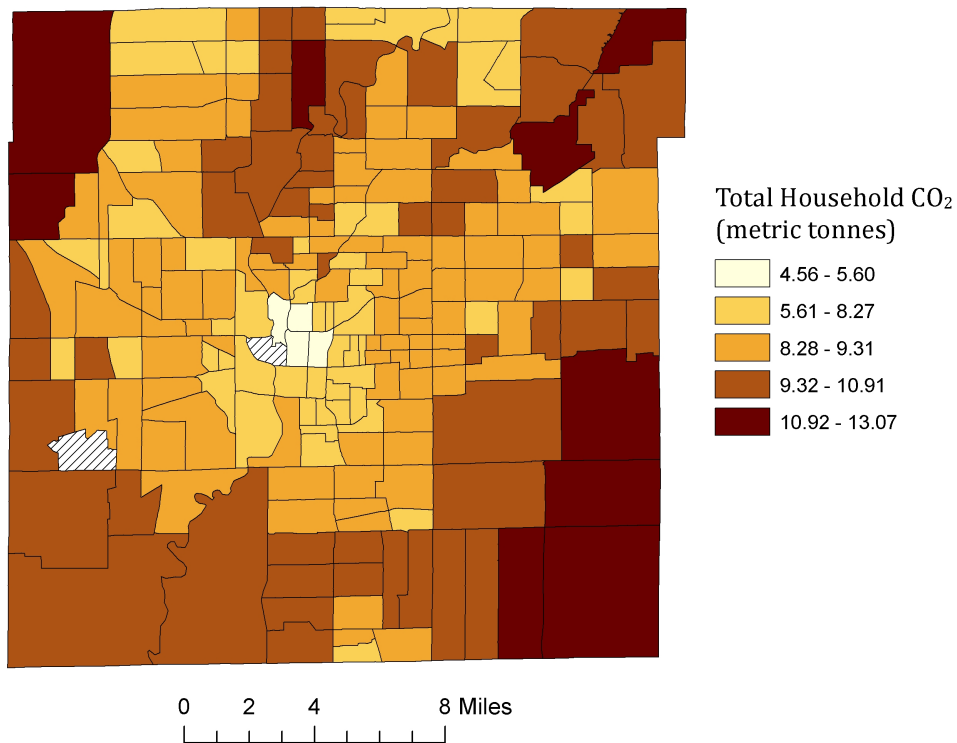 Total Household CO₂
(metric tonnes)
4.56 - 5.60
5.61 - 8.27
8.28 - 9.31
9.32 - 10.91
10.92 - 13.07
0 2 4 8 Miles